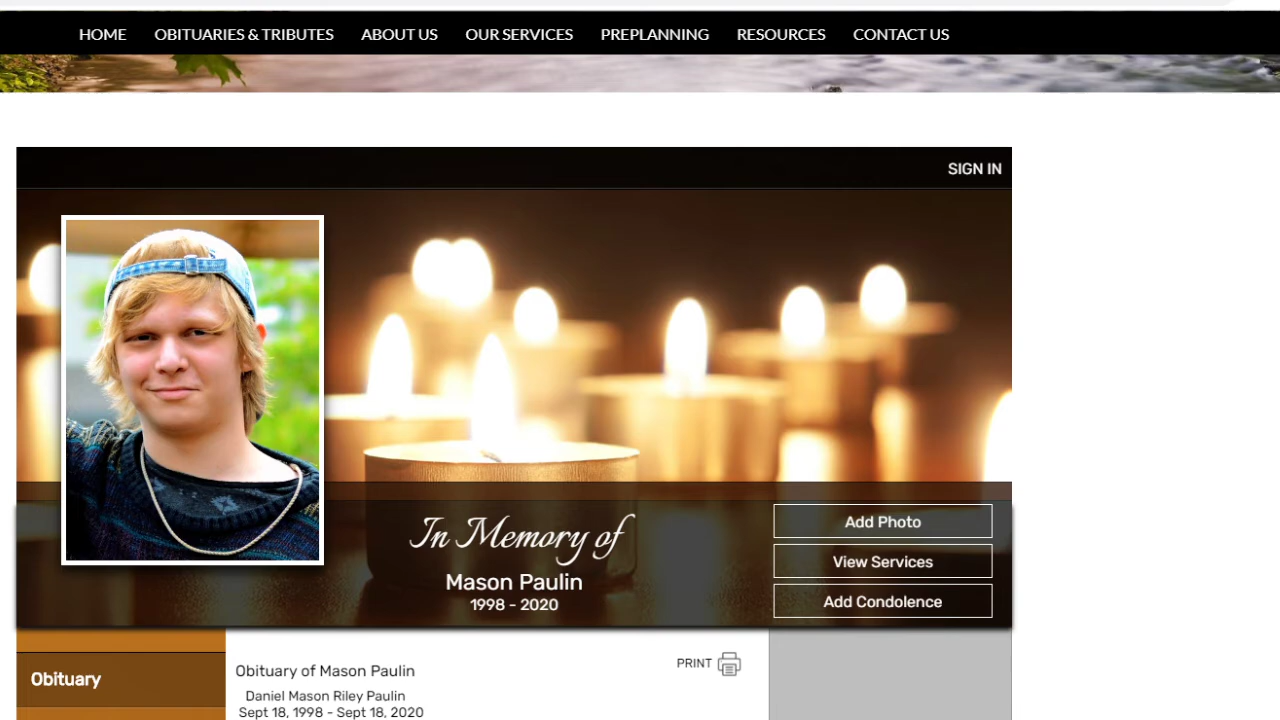 HOME OBITUARIES & TRIBUTES ABOUT US OUR SERVICES PREPLANNING RESOURCES CONTACT US
SIGN IN
In Memory of
Mason Paulin
1998 - 2020
Add Photo
View Services
Add Condolence
Obituary
Obituary of Mason Paulin
PRINT
Daniel Mason Riley Paulin
Sept 18, 1998 - Sept 18, 2020